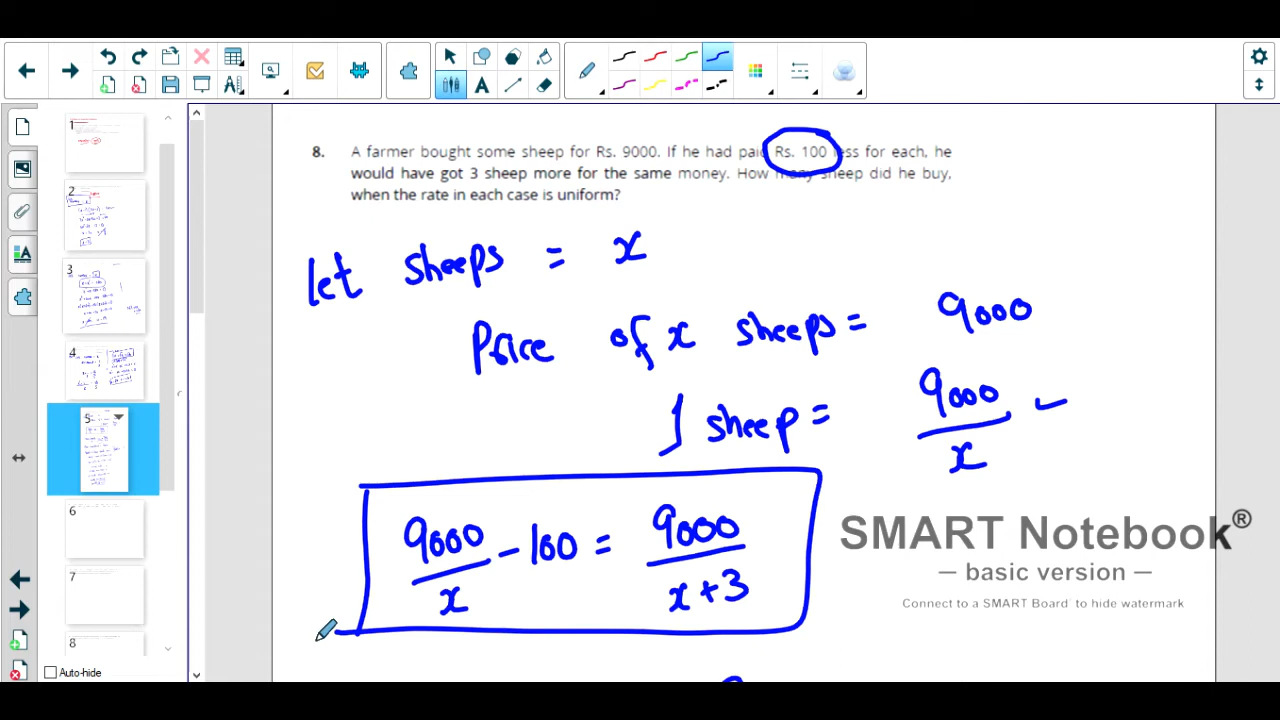 8. A farmer bought some sheep for Rs. 9000. If he had paid Rs. 100 less for each, he
would have got 3 sheep more for the same money. How many sheep did he buy,
when the rate in each case is uniform?
let sheeps = x
Price of x sheeps = 9000
1 sheep = 9000/x
9000/x - 100 = 9000/x+3
SMART Notebook®
— basic version —
Connect to a SMART Board to hide watermark
1
2
3
4
5
6
7
8
Auto-hide